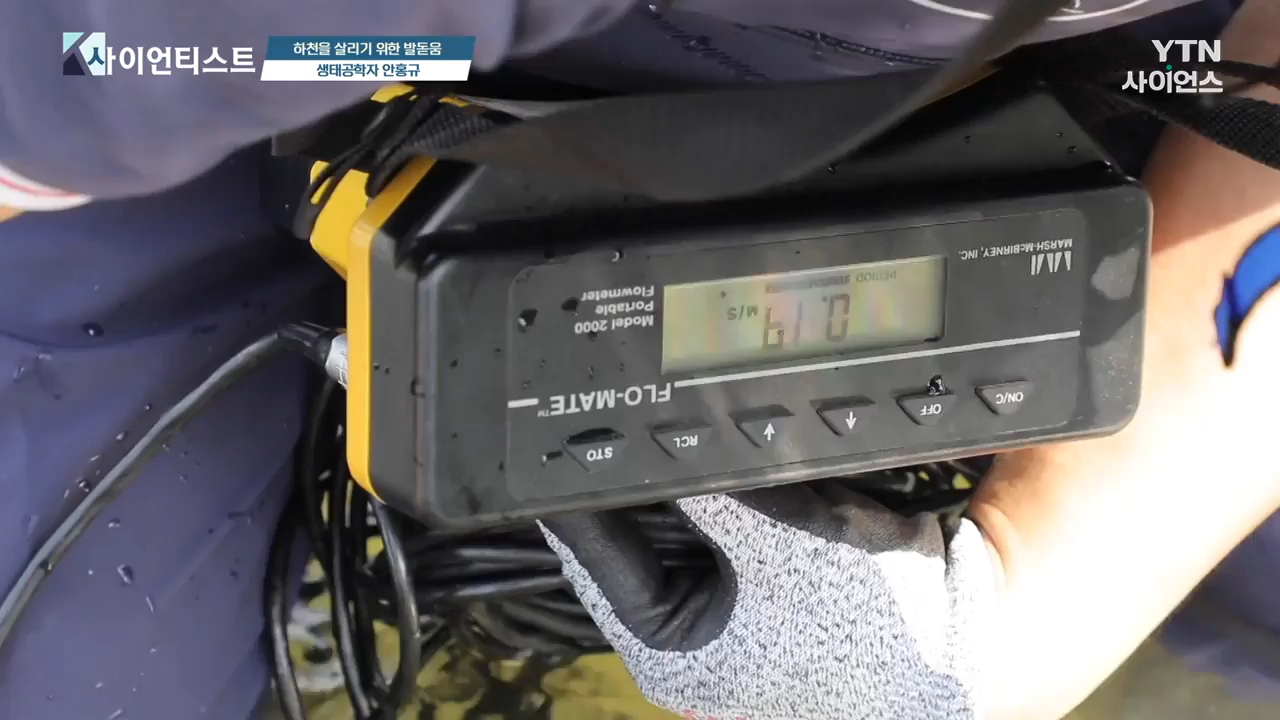 K사이언티스트
하천을 살리기 위한 발돋움
생태공학자 안홍규
YTN
사이언스
ON/C
OFF
↓
↑
RCL
STO
FLO-MATE™
M/S
PERIOD
Model 2000
Portable
Flowmeter
MARSH-McBIRNEY, INC.